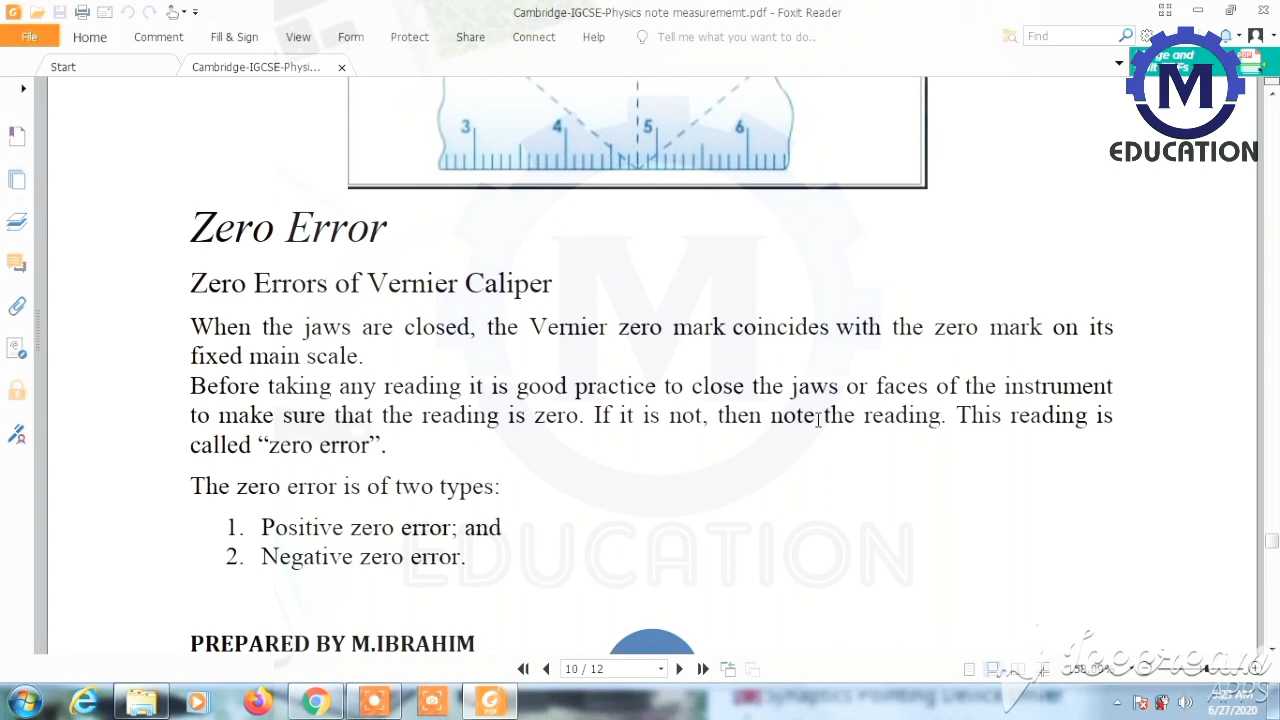 Cambridge-IGCSE-Physics note measurememt.pdf - Foxit Reader
File Home Comment Fill & Sign View Form Protect Share Connect Help Tell me what you want to do.. Find
Start Cambridge-IGCSE-Physi...
M
EDUCATION
3 4 5 6
Zero Error
Zero Errors of Vernier Caliper
When the jaws are closed, the Vernier zero mark coincides with the zero mark on its
fixed main scale.
Before taking any reading it is good practice to close the jaws or faces of the instrument
to make sure that the reading is zero. If it is not, then note the reading. This reading is
called “zero error”.
The zero error is of two types:
1. Positive zero error; and
2. Negative zero error.
M
EDUCATION
PREPARED BY M.IBRAHIM
10 / 12
APPS
5:23 AM
6/27/2020